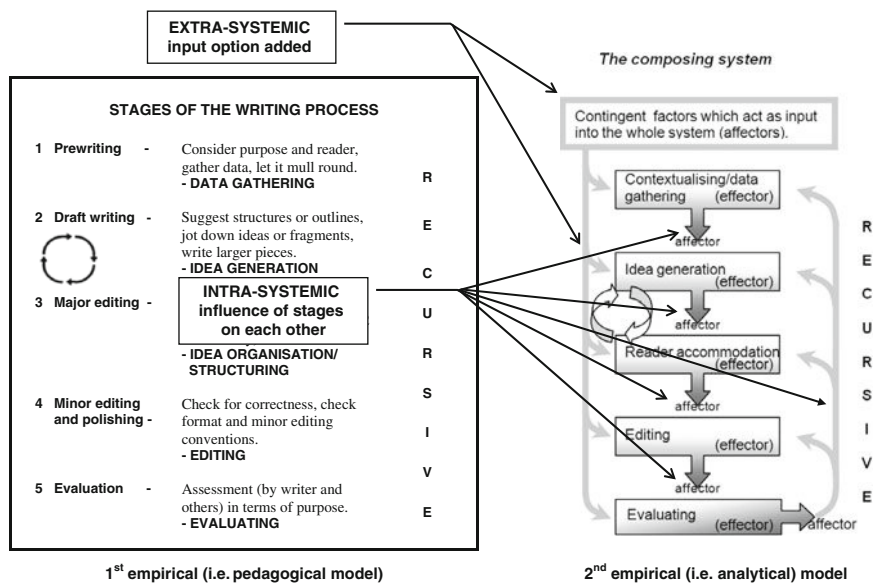 EXTRA-SYSTEMIC
input option added
STAGES OF THE WRITING PROCESS
1 Prewriting - Consider purpose and reader,
gather data, let it mull round.
- DATA GATHERING
2 Draft writing - Suggest structures or outlines,
jot down ideas or fragments,
write larger pieces.
- IDEA GENERATION
3 Major editing -
INTRA-SYSTEMIC
influence of stages
on each other
- IDEA ORGANISATION/
STRUCTURING
4 Minor editing
and polishing - Check for correctness, check
format and minor editing
conventions.
- EDITING
5 Evaluation - Assessment (by writer and
others) in terms of purpose.
- EVALUATING
R
E
C
U
R
S
I
V
E
1st empirical (i.e. pedagogical model)
The composing system
Contingent factors which act as input
into the whole system (affectors).
Contextualising/data
gathering (effector)
affector
Idea generation
(effector)
affector
Reader accommodation
(effector)
affector
Editing
(effector)
affector
Evaluating
(effector)
affector
R
E
C
U
R
S
I
V
E
2nd empirical (i.e. analytical) model